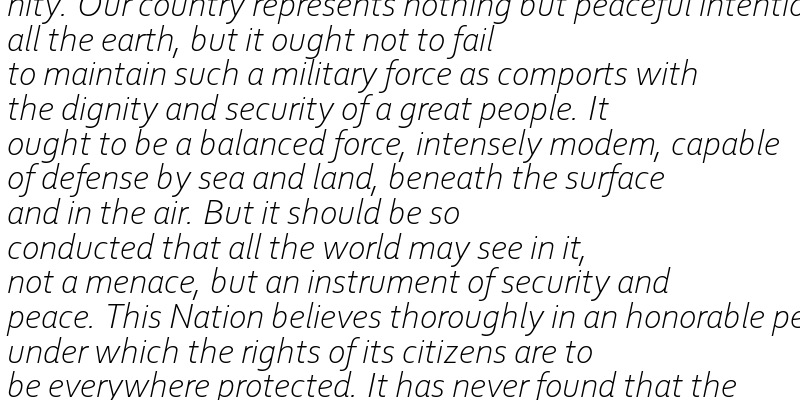 nity. Our country represents nothing but peaceful
all the earth, but it ought not to fail
to maintain such a military force as comports with
the dignity and security of a great people. It
ought to be a balanced force, intensely modem, capable
of defense by sea and land, beneath the surface
and in the air. But it should be so
conducted that all the world may see in it,
not a menace, but an instrument of security and
peace. This Nation believes thoroughly in an honorable
under which the rights of its citizens are to
be everywhere protected. It has never found that the